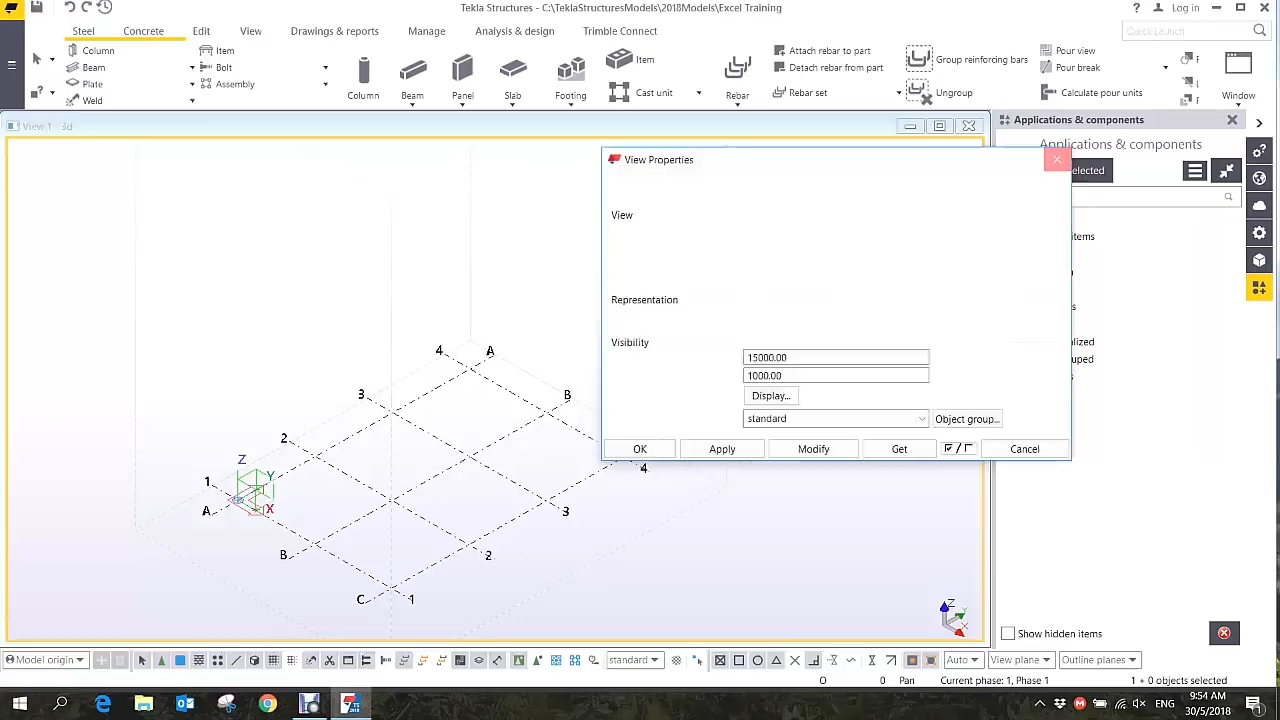 Tekla Structures - C:\TeklaStructuresModels\2018Models\Excel Training
? Log in
Steel Concrete Edit View Drawings & reports Manage Analysis & design Trimble Connect
Quick Launch
Column Item
Beam Bolt
Plate Assembly
Weld
Column Beam Panel Slab Footing
Item
Cast unit
Rebar
Attach rebar to part
Detach rebar from part
Rebar set
Group reinforcing bars
Ungroup
Pour view
Pour break
Calculate pour units
Window
View 1 3d
Applications & components
Applications & components
elected
View Properties
View
Representation
Visibility
15000.00
1000.00
Display...
standard
Object group...
OK Apply Modify Get / Cancel
items
alized
uped
4 A
3 B
2
Z
1 Y
4
A X
3
B 2
C 1
Z
Y
X
Show hidden items
Model origin standard Auto View plane Outline planes
O 0 Pan Current phase: 1, Phase 1 1 + 0 objects selected
ENG 9:54 AM
30/5/2018
1